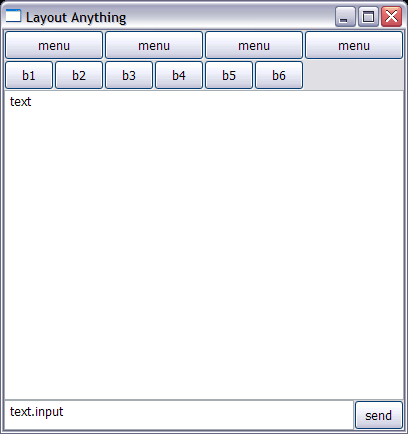 Layout Anything
menu menu menu menu
b1 b2 b3 b4 b5 b6
text
text.input send